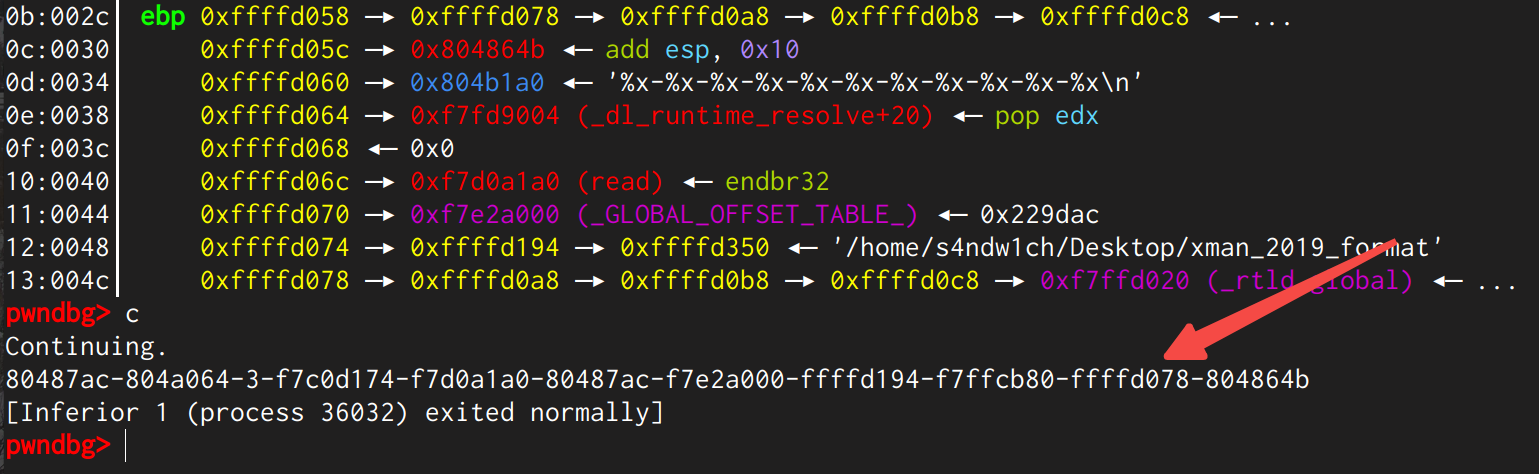 0b:002c│ ebp 0xffffd058 —▸ 0xffffd078 —▸ 0xffffd0a8 —▸ 0xffffd0b8 —▸ 0xffffd0c8 ◂— ...
0c:0030│     0xffffd05c —▸ 0x804864b ◂— add esp, 0x10
0d:0034│     0xffffd060 —▸ 0x804b1a0 ◂— '%x-%x-%x-%x-%x-%x-%x-%x-%x-%x-%x\n'
0e:0038│     0xffffd064 —▸ 0xf7fd9004 (_dl_runtime_resolve+20) ◂— pop edx
0f:003c│     0xffffd068 ◂— 0x0
10:0040│     0xffffd06c —▸ 0xf7d0a1a0 (read) ◂— endbr32
11:0044│     0xffffd070 —▸ 0xf7e2a000 (_GLOBAL_OFFSET_TABLE_) ◂— 0x229dac
12:0048│     0xffffd074 —▸ 0xffffd194 —▸ 0xffffd350 ◂— '/home/s4ndw1ch/Desktop/xman_2019_format'
13:004c│     0xffffd078 —▸ 0xffffd0a8 —▸ 0xffffd0b8 —▸ 0xffffd0c8 —▸ 0xf7ffd020 (_rtld_global) ◂— ...
pwndbg> c
Continuing.
80487ac-804a064-3-f7c0d174-f7d0a1a0-80487ac-f7e2a000-ffffd194-f7ffcb80-ffffd078-804864b
[Inferior 1 (process 36032) exited normally]
pwndbg>